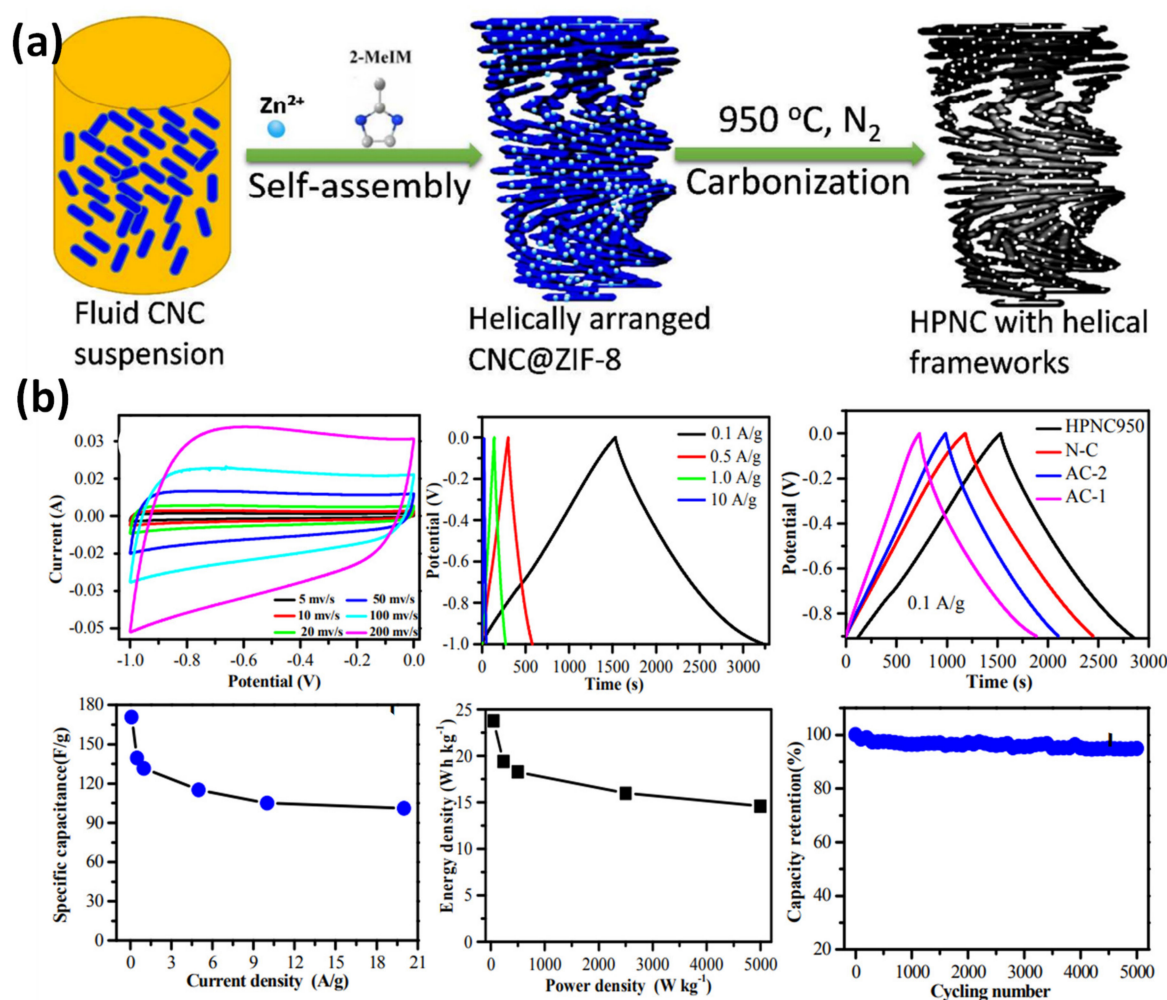 (a)
Zn²⁺
2-MeIM
Self-assembly
950 °C, N₂
Carbonization
Fluid CNC
suspension
Helically arranged
CNC@ZIF-8
HPNC with helical
frameworks
(b)
Current (A)
0.03
0.02
0.00
-0.02
-0.03
-0.05
5 mv/s
10 mv/s
20 mv/s
50 mv/s
100 mv/s
200 mv/s
-1.0 -0.8 -0.6 -0.4 -0.2 0.0
Potential (V)
Potential (V)
0.0
-0.2
-0.4
-0.6
-0.8
-1.0
0.1 A/g
0.5 A/g
1.0 A/g
10 A/g
0 500 1000 1500 2000 2500 3000
Time (s)
Potential (V)
0.0
-0.2
-0.4
-0.6
-0.8
HPNC950
N-C
AC-2
AC-1
0.1 A/g
0 500 1000 1500 2000 2500 3000
Time (s)
Specific capacitance(F/g)
180
150
120
90
60
30
0
0 3 6 9 12 15 18 21
Current density (A/g)
Energy density (Wh kg⁻¹)
25
20
15
10
5
0
0 1000 2000 3000 4000 5000
Power density (W kg⁻¹)
Capacity retention(%)
100
80
60
40
20
0 1000 2000 3000 4000 5000
Cycling number